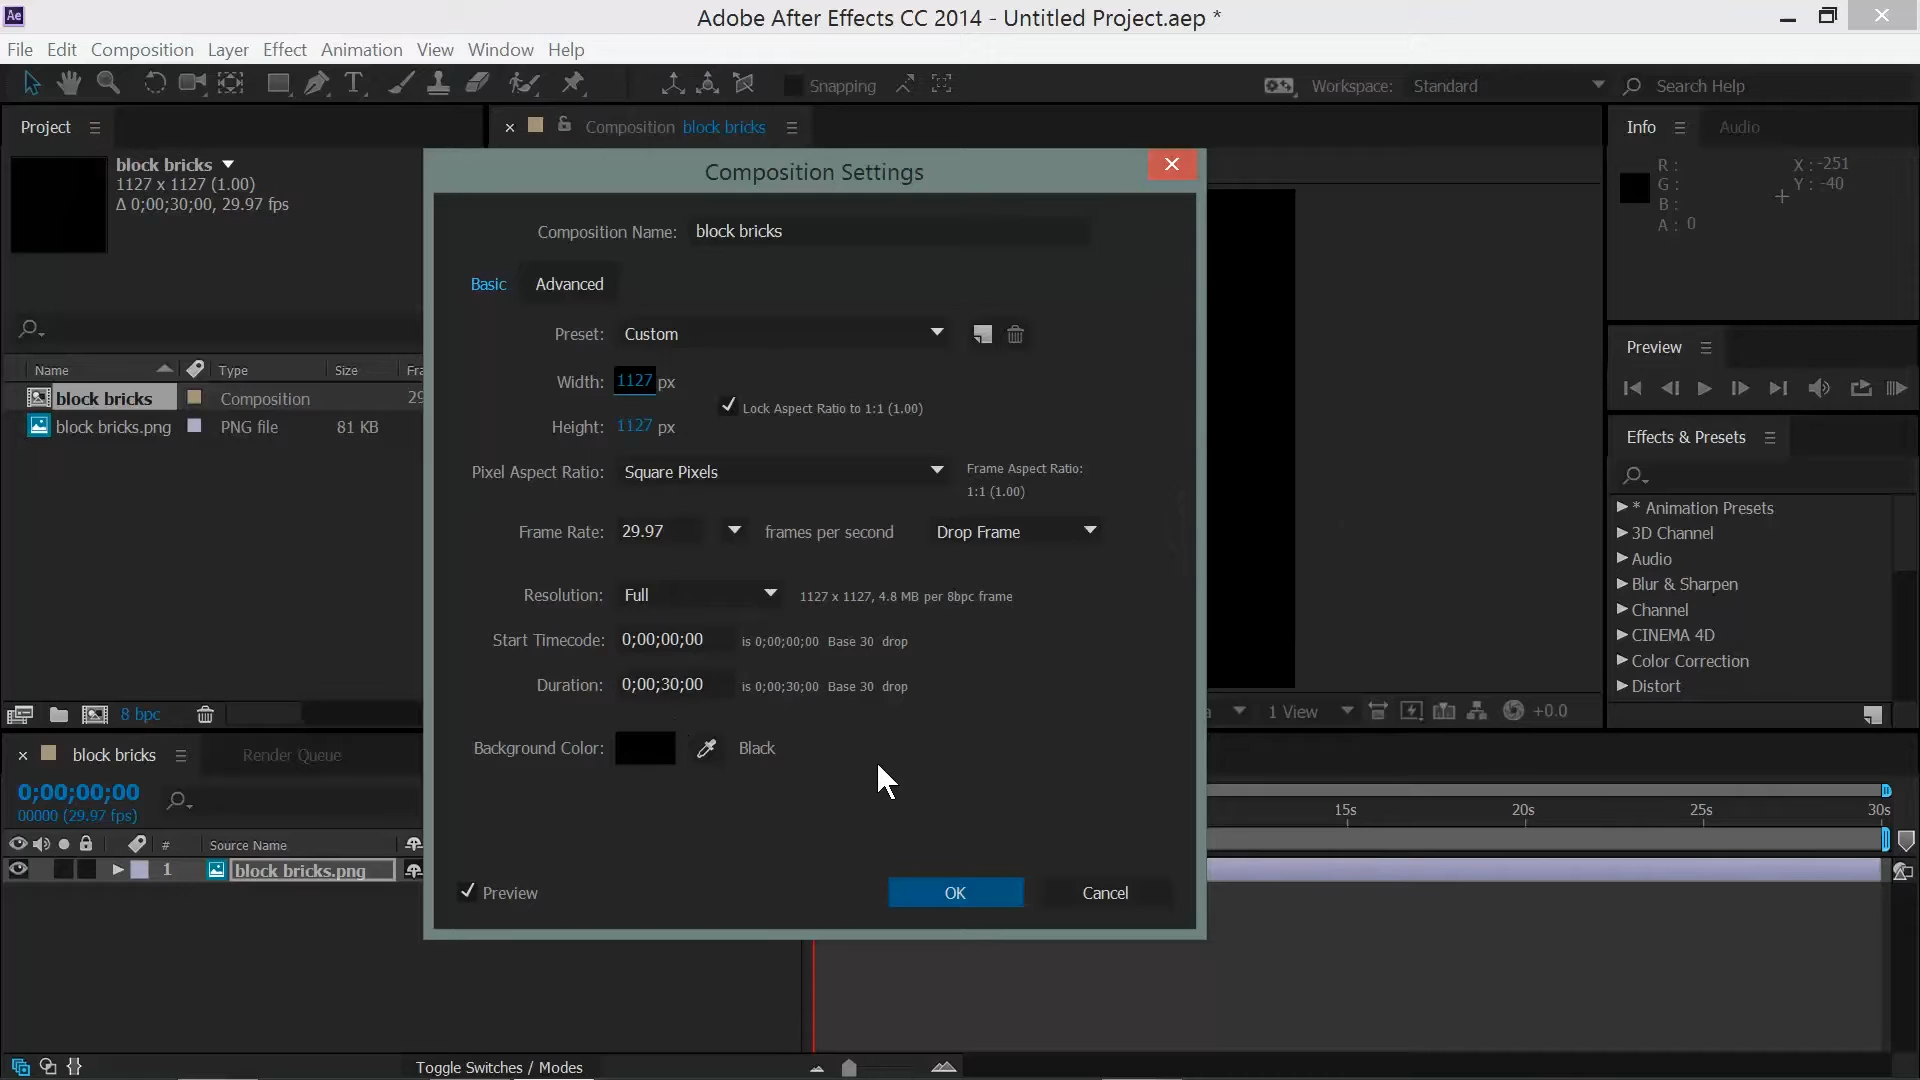 Ae
Adobe After Effects CC 2014 - Untitled Project.aep *
File Edit Composition Layer Effect Animation View Window Help
T Snapping Workspace: Standard Search Help
Project
block bricks
1127 x 1127 (1.00)
Δ 0;00;30;00, 29.97 fps
Name Type Size Fra
block bricks Composition 29
block bricks.png PNG file 81 KB
8 bpc
Composition block bricks
Composition Settings
Composition Name: block bricks
Basic Advanced
Preset: Custom
Width: 1127 px
Lock Aspect Ratio to 1:1 (1.00)
Height: 1127 px
Pixel Aspect Ratio: Square Pixels
Frame Aspect Ratio:
1:1 (1.00)
Frame Rate: 29.97 frames per second Drop Frame
Resolution: Full 1127 x 1127, 4.8 MB per 8bpc frame
Start Timecode: 0;00;00;00 is 0;00;00;00 Base 30 drop
Duration: 0;00;30;00 is 0;00;30;00 Base 30 drop
Background Color: Black
Preview OK Cancel
a 1 View +0.0
Info Audio
R : X : -251
G : Y : -40
B :
A : 0
Preview
Effects & Presets
* Animation Presets
3D Channel
Audio
Blur & Sharpen
Channel
CINEMA 4D
Color Correction
Distort
block bricks Render Queue
0;00;00;00
00000 (29.97 fps)
# Source Name
1 block bricks.png
15s 20s 25s 30s
Toggle Switches / Modes